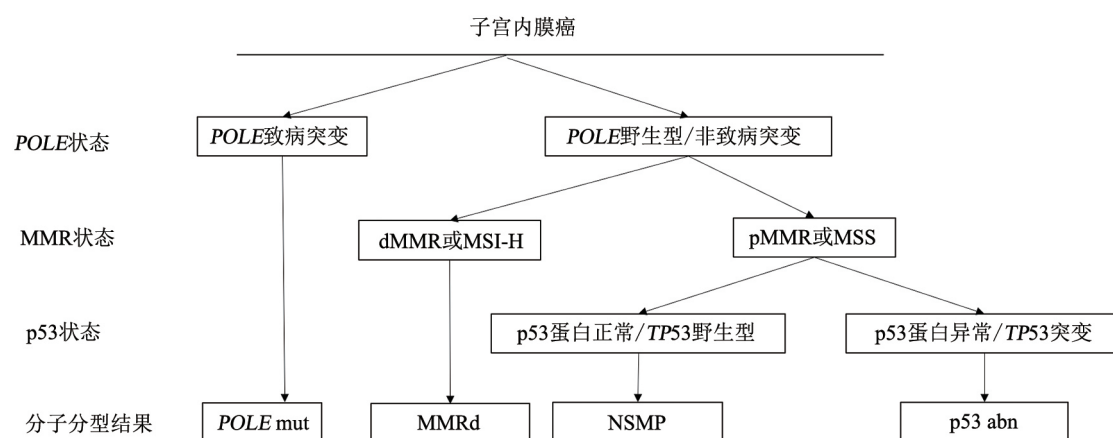 子宫内膜癌
POLE状态
POLE致病突变
POLE野生型/非致病突变
MMR状态
dMMR或MSI-H
pMMR或MSS
p53状态
p53蛋白正常/TP53野生型
p53蛋白异常/TP53突变
分子分型结果
POLE mut
MMRd
NSMP
p53 abn